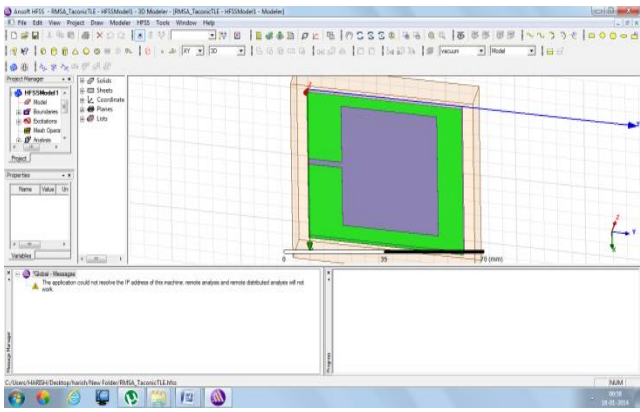 Ansoft HFSS - RMSA_TaconicTLE - HFSSModel1 - 3D Modeler - [RMSA_TaconicTLE - HFSSModel1 - Modeler]
File Edit View Project Draw Modeler HFSS Tools Window Help
vacuum Model
XY 3D
Project Manager
HFSSModel1
Model
Boundaries
Excitations
Mesh Opera
Analysis
Project
Solids
Sheets
Coordinate
Planes
Lists
Properties
Name Value Un
Variables
0 35 70 (mm)
Z
Y
*Global - Messages
The application could not resolve the IP address of this machine, remote analysis and remote distributed analysis will not
work.
Message Manager
Progress
C:/Users/HARISH/Desktop/harish/New Folder/RMSA_TaconicTLE.hfss
NUM